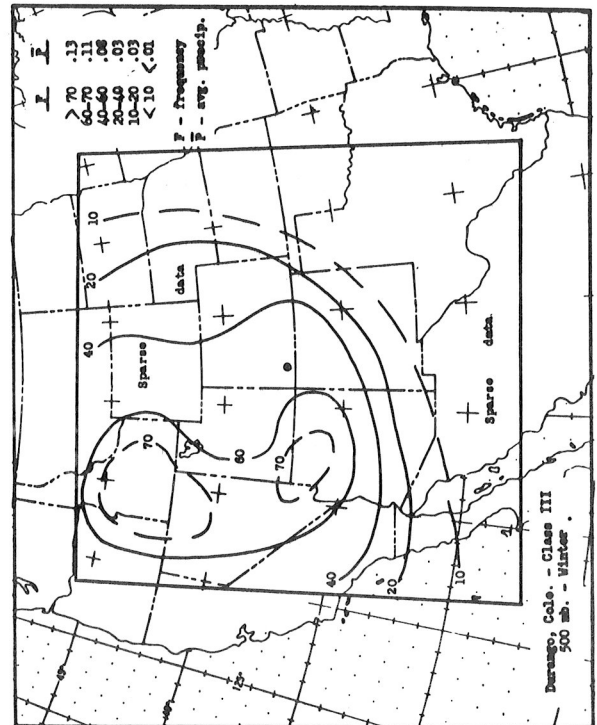 F P̅
>70 .13
60-70 .11
40-60 .08
20-40 .03
10-20 .03
<10 <.01
F - frequency
P̅ - avg. precip.
10
20
40
Sparse
data
70
60
70
40
20
10
Sparse data
125°
Durango, Colo. - Class III
500 mb. - Winter .